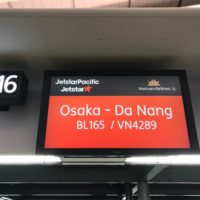 16
JetstarPacific
Jetstar
Vietnam Airlines
Osaka - Da Nang
BL165 / VN4289